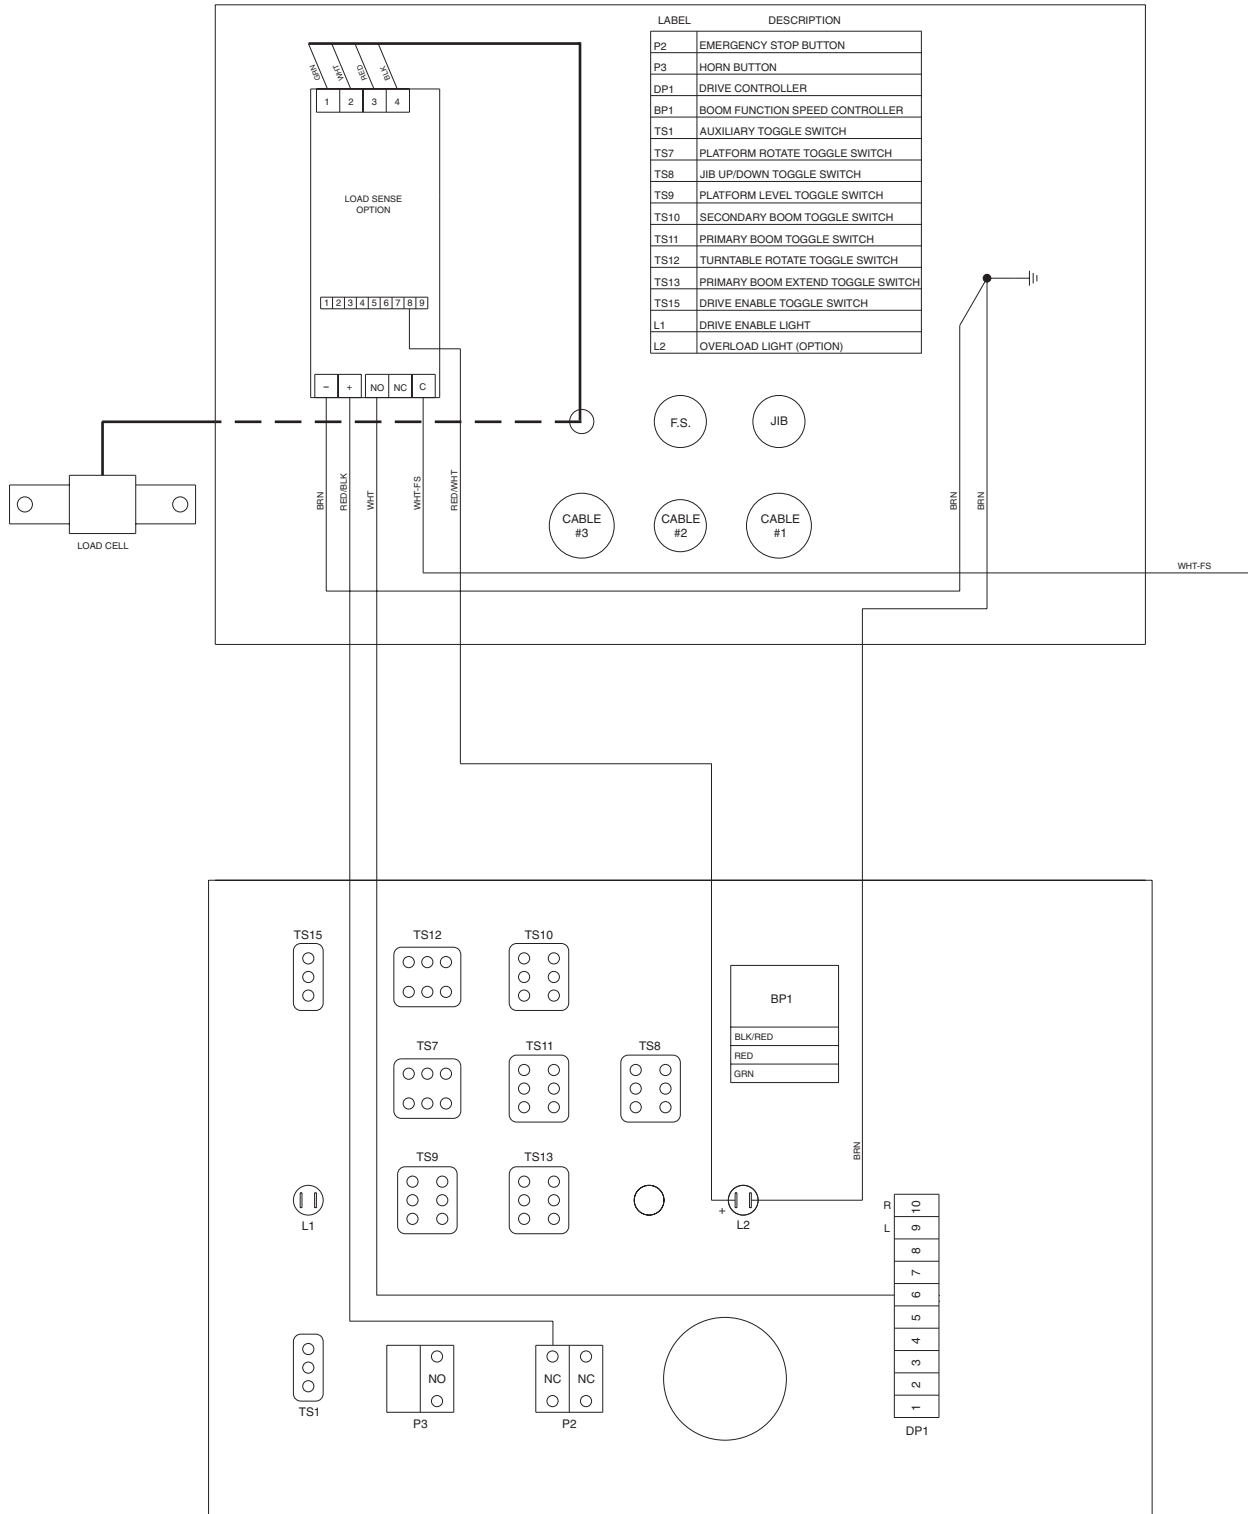 LABEL DESCRIPTION
P2 EMERGENCY STOP BUTTON
P3 HORN BUTTON
DP1 DRIVE CONTROLLER
BP1 BOOM FUNCTION SPEED CONTROLLER
TS1 AUXILIARY TOGGLE SWITCH
TS7 PLATFORM ROTATE TOGGLE SWITCH
TS8 JIB UP/DOWN TOGGLE SWITCH
TS9 PLATFORM LEVEL TOGGLE SWITCH
TS10 SECONDARY BOOM TOGGLE SWITCH
TS11 PRIMARY BOOM TOGGLE SWITCH
TS12 TURNTABLE ROTATE TOGGLE SWITCH
TS13 PRIMARY BOOM EXTEND TOGGLE SWITCH
TS15 DRIVE ENABLE TOGGLE SWITCH
L1 DRIVE ENABLE LIGHT
L2 OVERLOAD LIGHT (OPTION)
GRN WHT RED BLK
1 2 3 4
LOAD SENSE
OPTION
1 2 3 4 5 6 7 8 9
− + NO NC C
F.S. JIB
BRN RED/BLK WHT WHT-FS RED/WHT
BRN BRN
CABLE
#3
CABLE
#2
CABLE
#1
LOAD CELL
WHT-FS
TS15 TS12 TS10
BP1
BLK/RED
RED
GRN
TS7 TS11 TS8
BRN
TS9 TS13
L1
+ L2
R 10
L 9
8
7
6
5
4
3
2
1
DP1
TS1
NO
P3
NC NC
P2